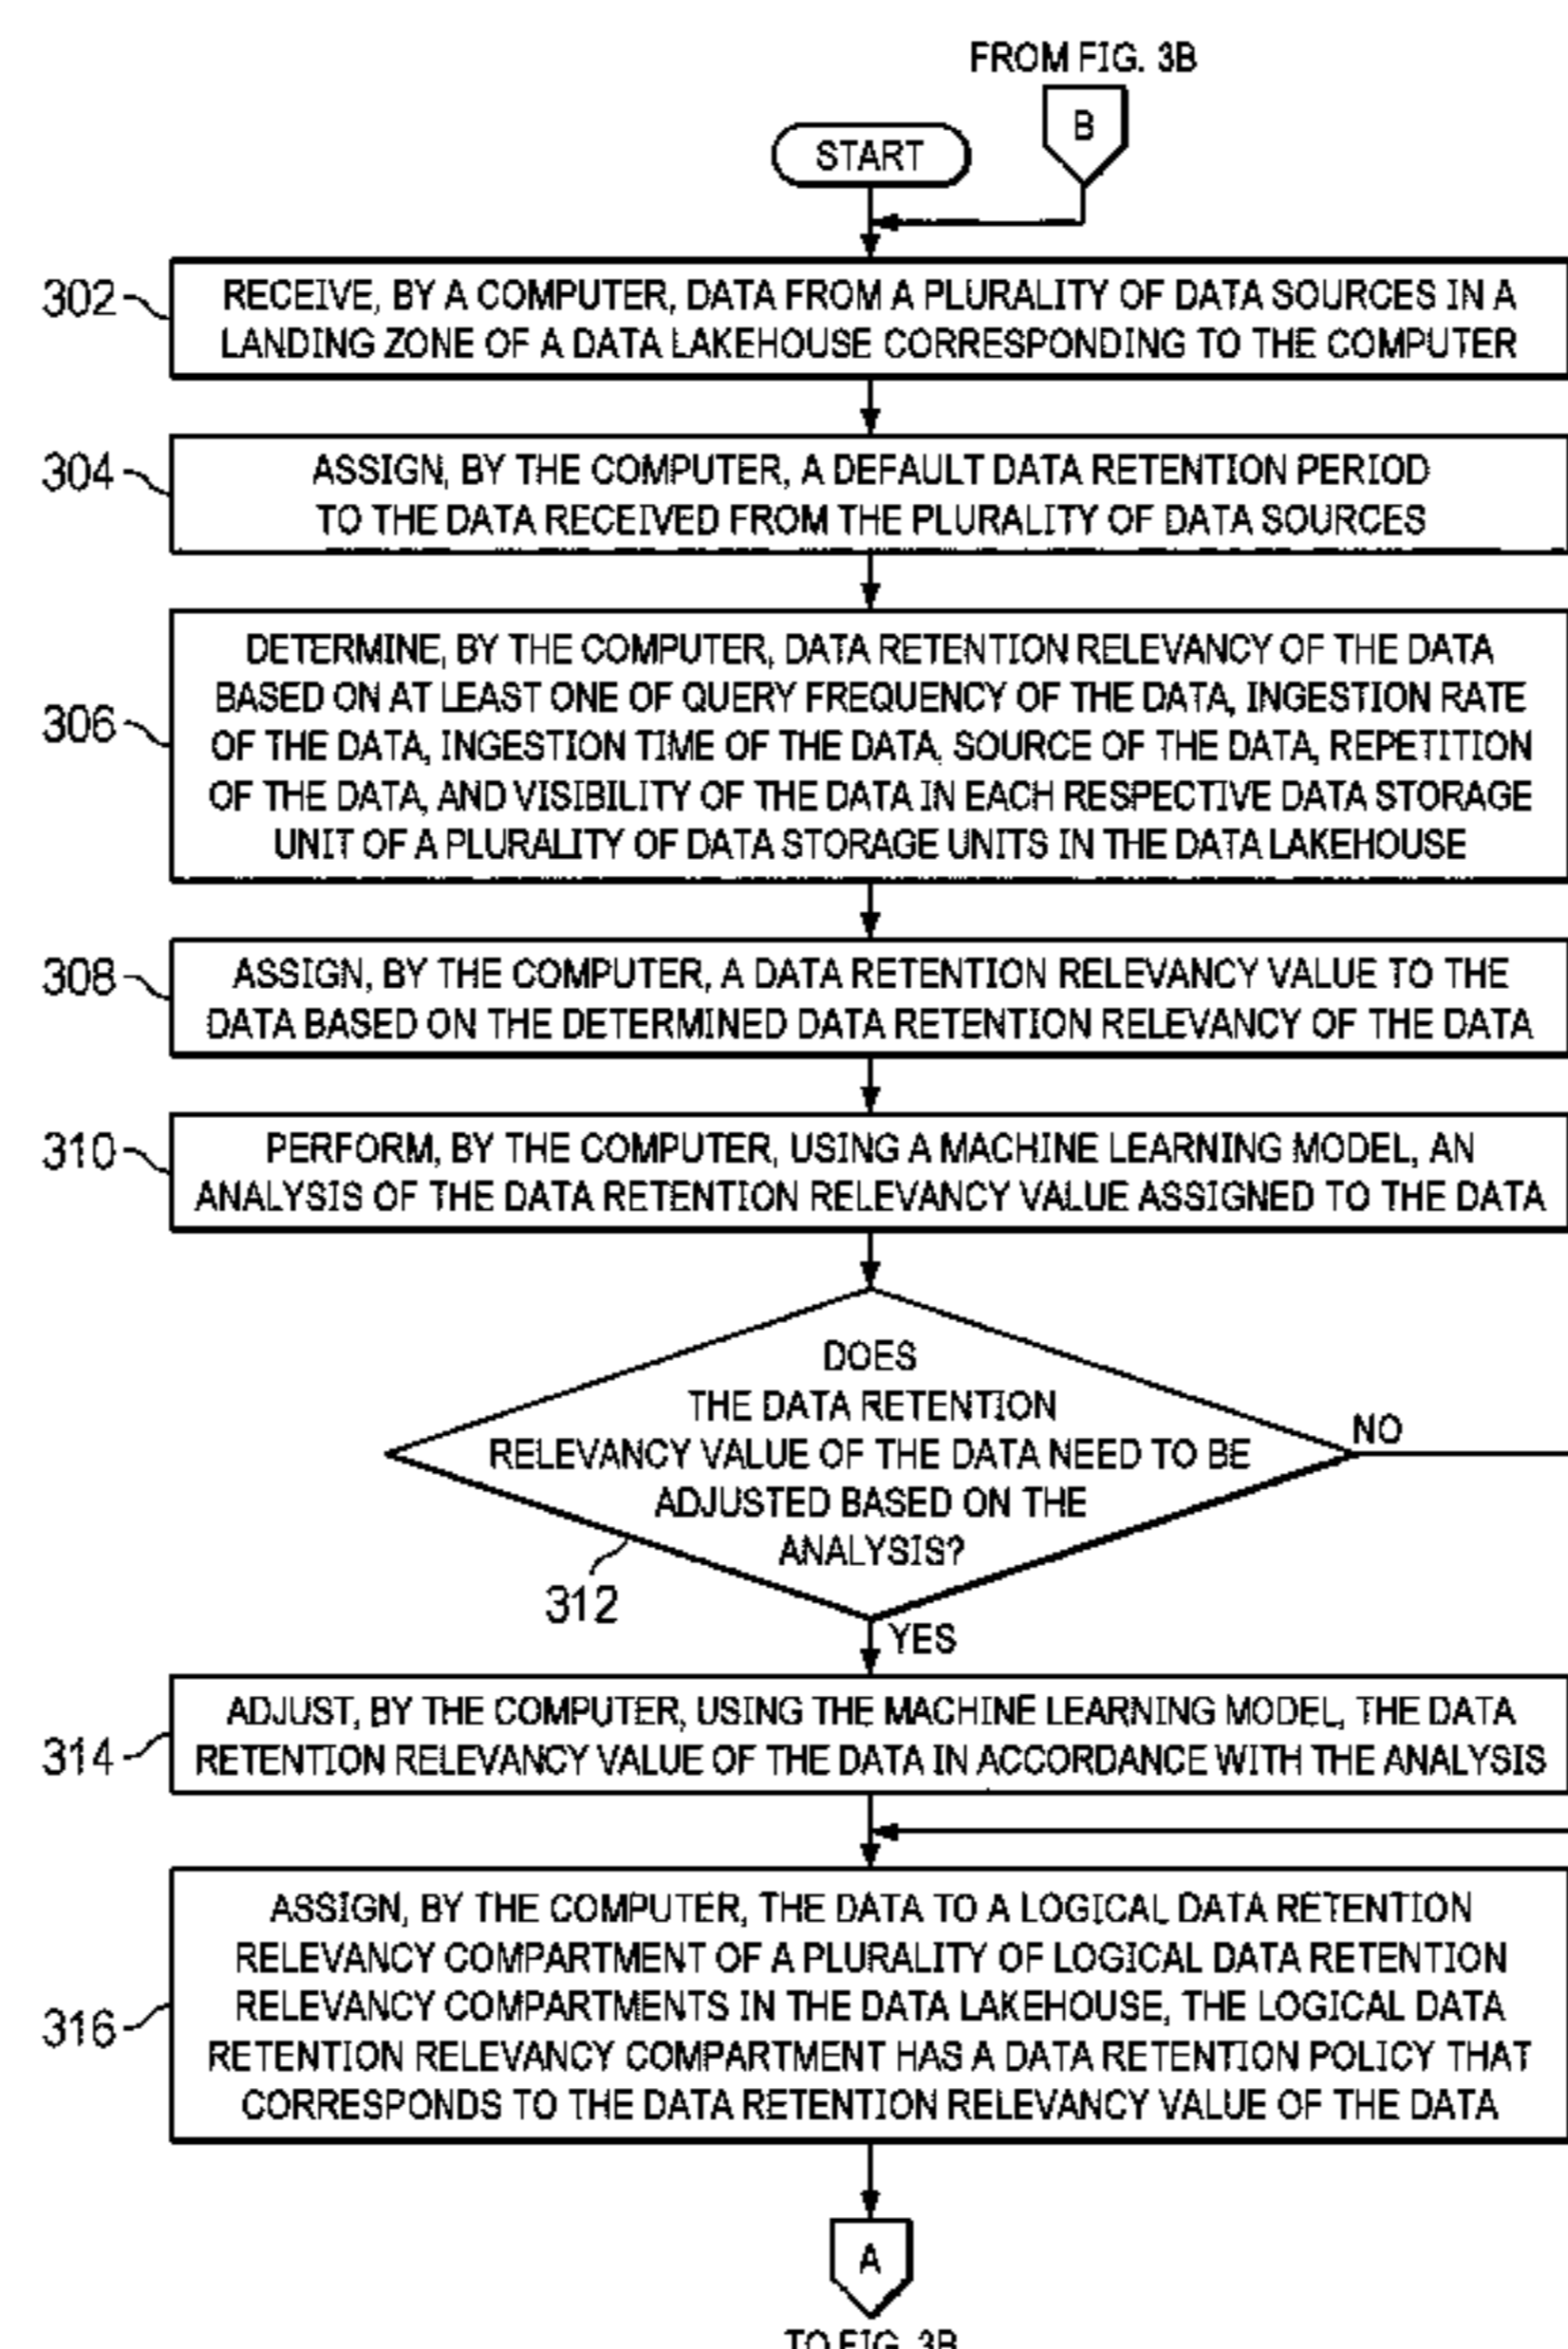 FROM FIG. 3B
B
START
302
RECEIVE, BY A COMPUTER, DATA FROM A PLURALITY OF DATA SOURCES IN A
LANDING ZONE OF A DATA LAKEHOUSE CORRESPONDING TO THE COMPUTER
304
ASSIGN, BY THE COMPUTER, A DEFAULT DATA RETENTION PERIOD
TO THE DATA RECEIVED FROM THE PLURALITY OF DATA SOURCES
306
DETERMINE, BY THE COMPUTER, DATA RETENTION RELEVANCY OF THE DATA
BASED ON AT LEAST ONE OF QUERY FREQUENCY OF THE DATA, INGESTION RATE
OF THE DATA, INGESTION TIME OF THE DATA, SOURCE OF THE DATA, REPETITION
OF THE DATA, AND VISIBILITY OF THE DATA IN EACH RESPECTIVE DATA STORAGE
UNIT OF A PLURALITY OF DATA STORAGE UNITS IN THE DATA LAKEHOUSE
308
ASSIGN, BY THE COMPUTER, A DATA RETENTION RELEVANCY VALUE TO THE
DATA BASED ON THE DETERMINED DATA RETENTION RELEVANCY OF THE DATA
310
PERFORM, BY THE COMPUTER, USING A MACHINE LEARNING MODEL, AN
ANALYSIS OF THE DATA RETENTION RELEVANCY VALUE ASSIGNED TO THE DATA
DOES
THE DATA RETENTION
RELEVANCY VALUE OF THE DATA NEED TO BE
ADJUSTED BASED ON THE
ANALYSIS?
NO
312
YES
314
ADJUST, BY THE COMPUTER, USING THE MACHINE LEARNING MODEL, THE DATA
RETENTION RELEVANCY VALUE OF THE DATA IN ACCORDANCE WITH THE ANALYSIS
316
ASSIGN, BY THE COMPUTER, THE DATA TO A LOGICAL DATA RETENTION
RELEVANCY COMPARTMENT OF A PLURALITY OF LOGICAL DATA RETENTION
RELEVANCY COMPARTMENTS IN THE DATA LAKEHOUSE, THE LOGICAL DATA
RETENTION RELEVANCY COMPARTMENT HAS A DATA RETENTION POLICY THAT
CORRESPONDS TO THE DATA RETENTION RELEVANCY VALUE OF THE DATA
A
TO FIG. 3B